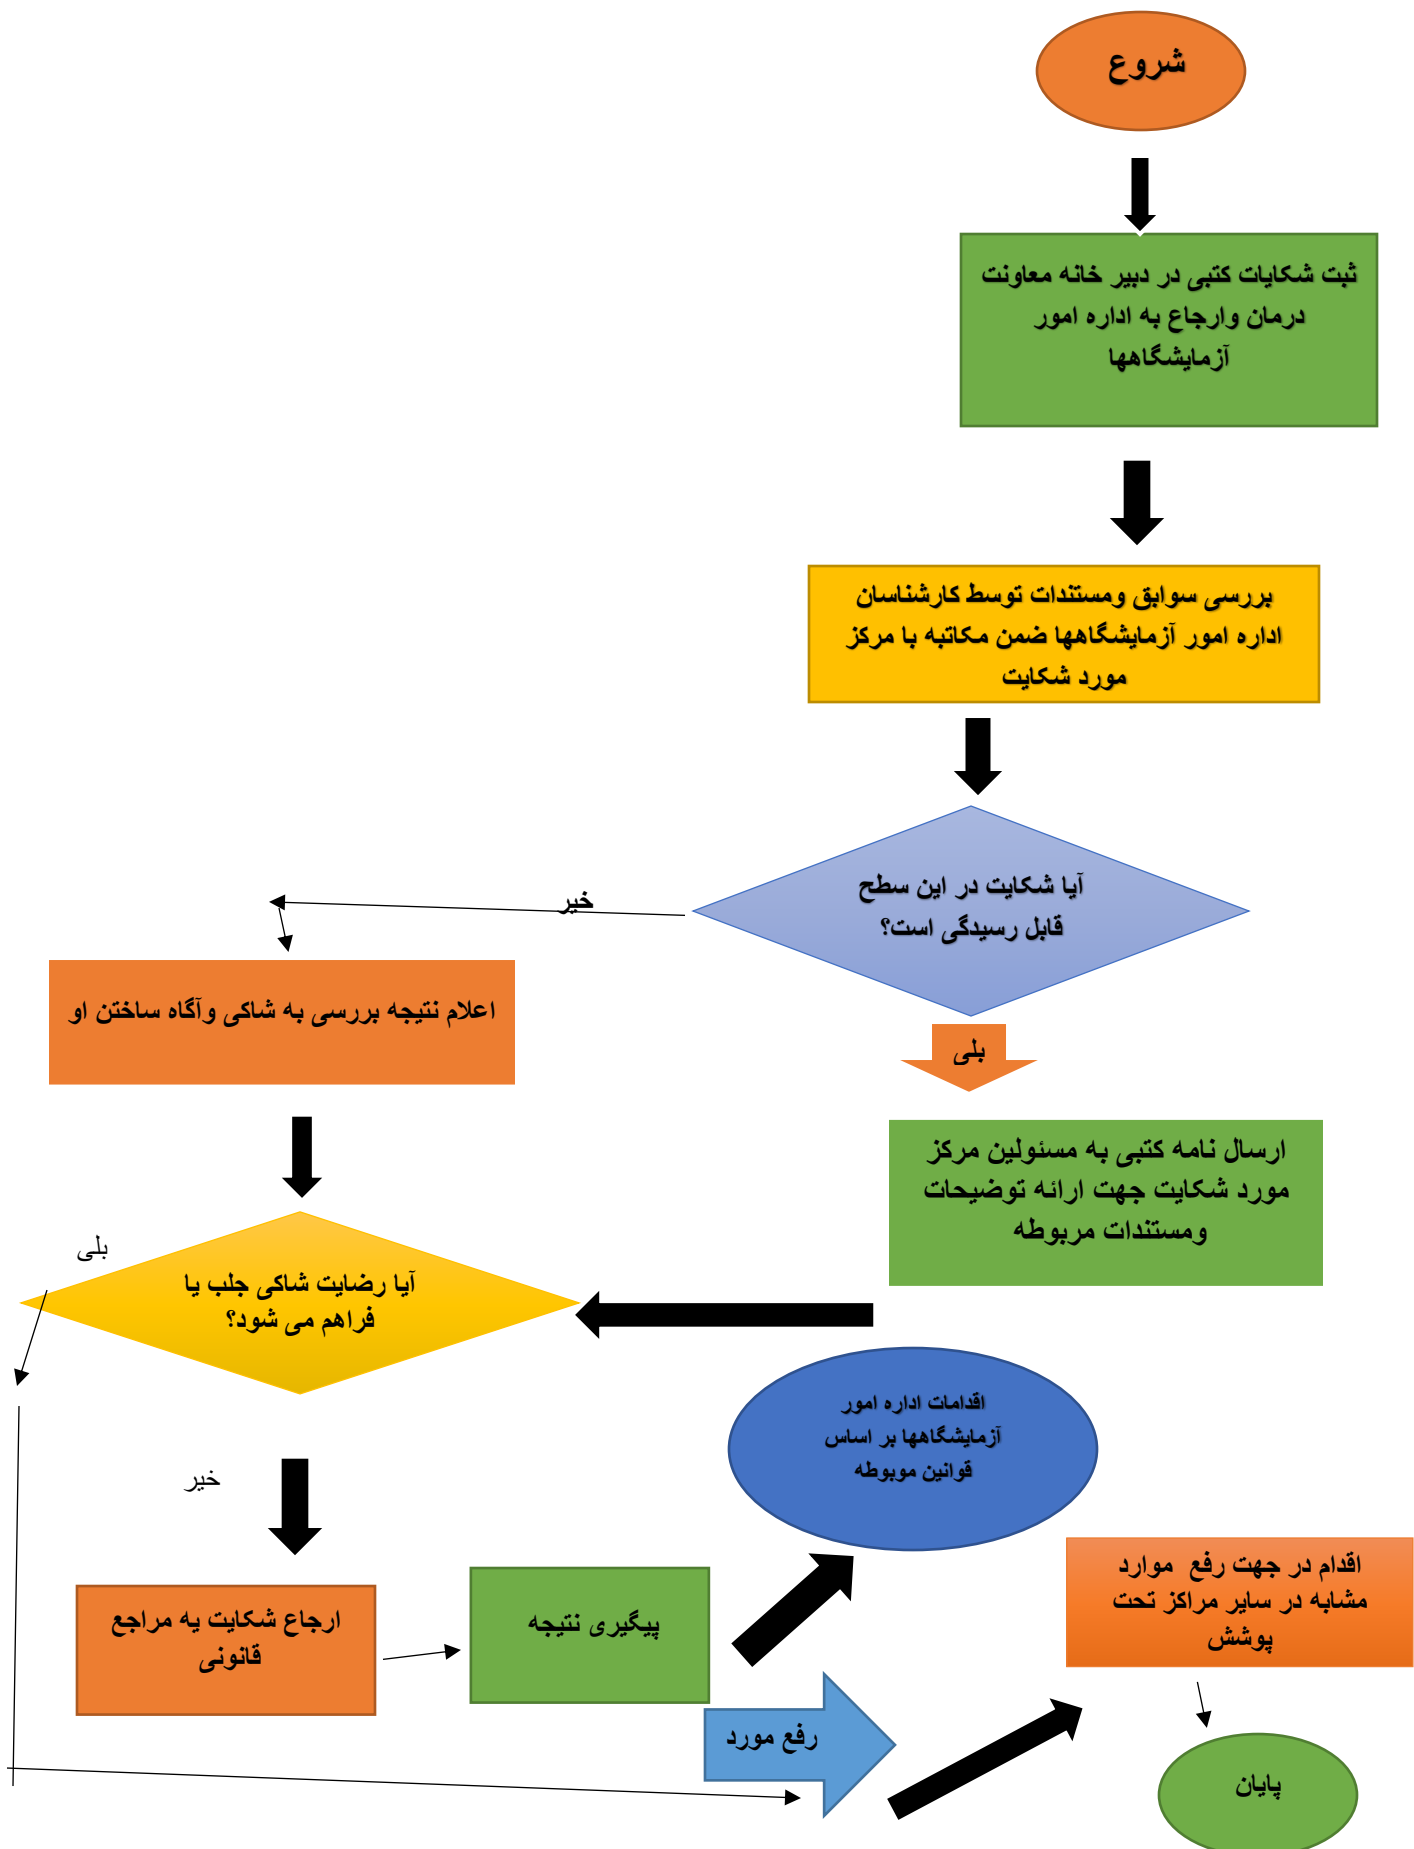 شروع
ثبت شکایات کتبی در دبیر خانه معاونت
درمان وارجاع به اداره امور
آزمایشگاهها
بررسی سوابق ومستندات توسط کارشناسان
اداره امور آزمایشگاهها ضمن مکاتبه با مرکز
مورد شکایت
آیا شکایت در این سطح
قابل رسیدگی است؟
خیر
اعلام نتیجه بررسی به شاکی وآگاه ساختن او
بلی
ارسال نامه کتبی به مسئولین مرکز
مورد شکایت جهت ارائه توضیحات
ومستندات مربوطه
بلی
آیا رضایت شاکی جلب یا
فراهم می شود؟
خیر
اقدامات اداره امور
آزمایشگاهها بر اساس
قوانین موبوطه
ارجاع شکایت یه مراجع
قانونی
پیگیری نتیجه
رفع مورد
اقدام در جهت رفع موارد
مشابه در سایر مراکز تحت
پوشش
پایان